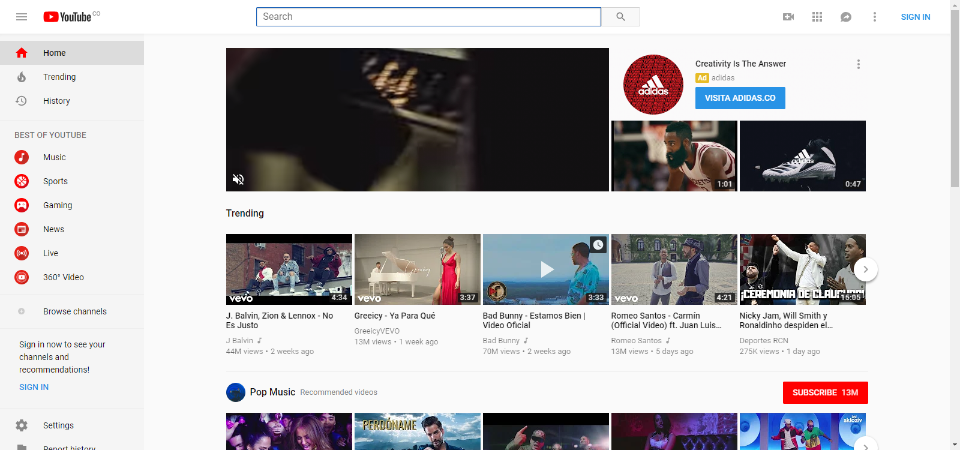 YouTube CO
Search
SIGN IN
Home
Trending
History
BEST OF YOUTUBE
Music
Sports
Gaming
News
Live
360° Video
Browse channels
Sign in now to see your
channels and
recommendations!
SIGN IN
Settings
Report history
adidas
Creativity Is The Answer
Ad adidas
VISITA ADIDAS.CO
1:01
adidas
0:47
Trending
vevo
4:34
J. Balvin, Zion & Lennox - No
Es Justo
J Balvin
44M views • 2 weeks ago
Greeicy
vevo
3:37
Greeicy - Ya Para Qué
GreeicyVEVO
13M views • 1 week ago
3:33
Bad Bunny - Estamos Bien |
Video Oficial
Bad Bunny
70M views • 2 weeks ago
vevo
4:21
Romeo Santos - Carmín
(Official Video) ft. Juan Luis...
Romeo Santos
13M views • 5 days ago
¡CEREMONIA DE CLAUSURA!
15:05
Nicky Jam, Will Smith y
Ronaldinho despiden el...
Deportes RCN
275K views • 1 day ago
Pop Music
Recommended videos
SUBSCRIBE 13M
PERDÓNAME